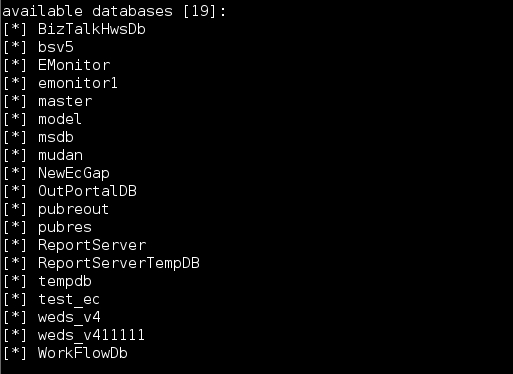 available databases [19]:
[*] BizTalkHwsDb
[*] bsv5
[*] EMonitor
[*] emonitor1
[*] master
[*] model
[*] msdb
[*] mudan
[*] NewEcGap
[*] OutPortalDB
[*] pubreout
[*] pubres
[*] ReportServer
[*] ReportServerTempDB
[*] tempdb
[*] test_ec
[*] weds_v4
[*] weds_v411111
[*] WorkFlowDb